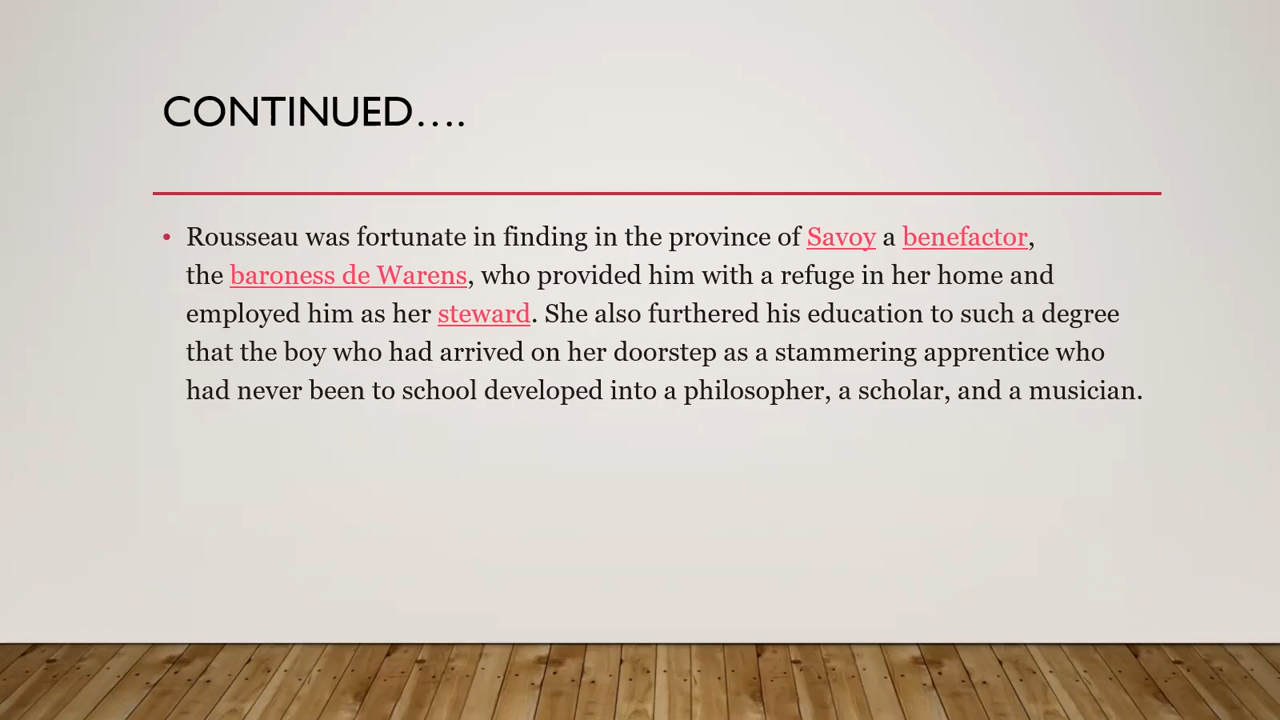 CONTINUED....
• Rousseau was fortunate in finding in the province of Savoy a benefactor,
the baroness de Warens, who provided him with a refuge in her home and
employed him as her steward. She also furthered his education to such a degree
that the boy who had arrived on her doorstep as a stammering apprentice who
had never been to school developed into a philosopher, a scholar, and a musician.